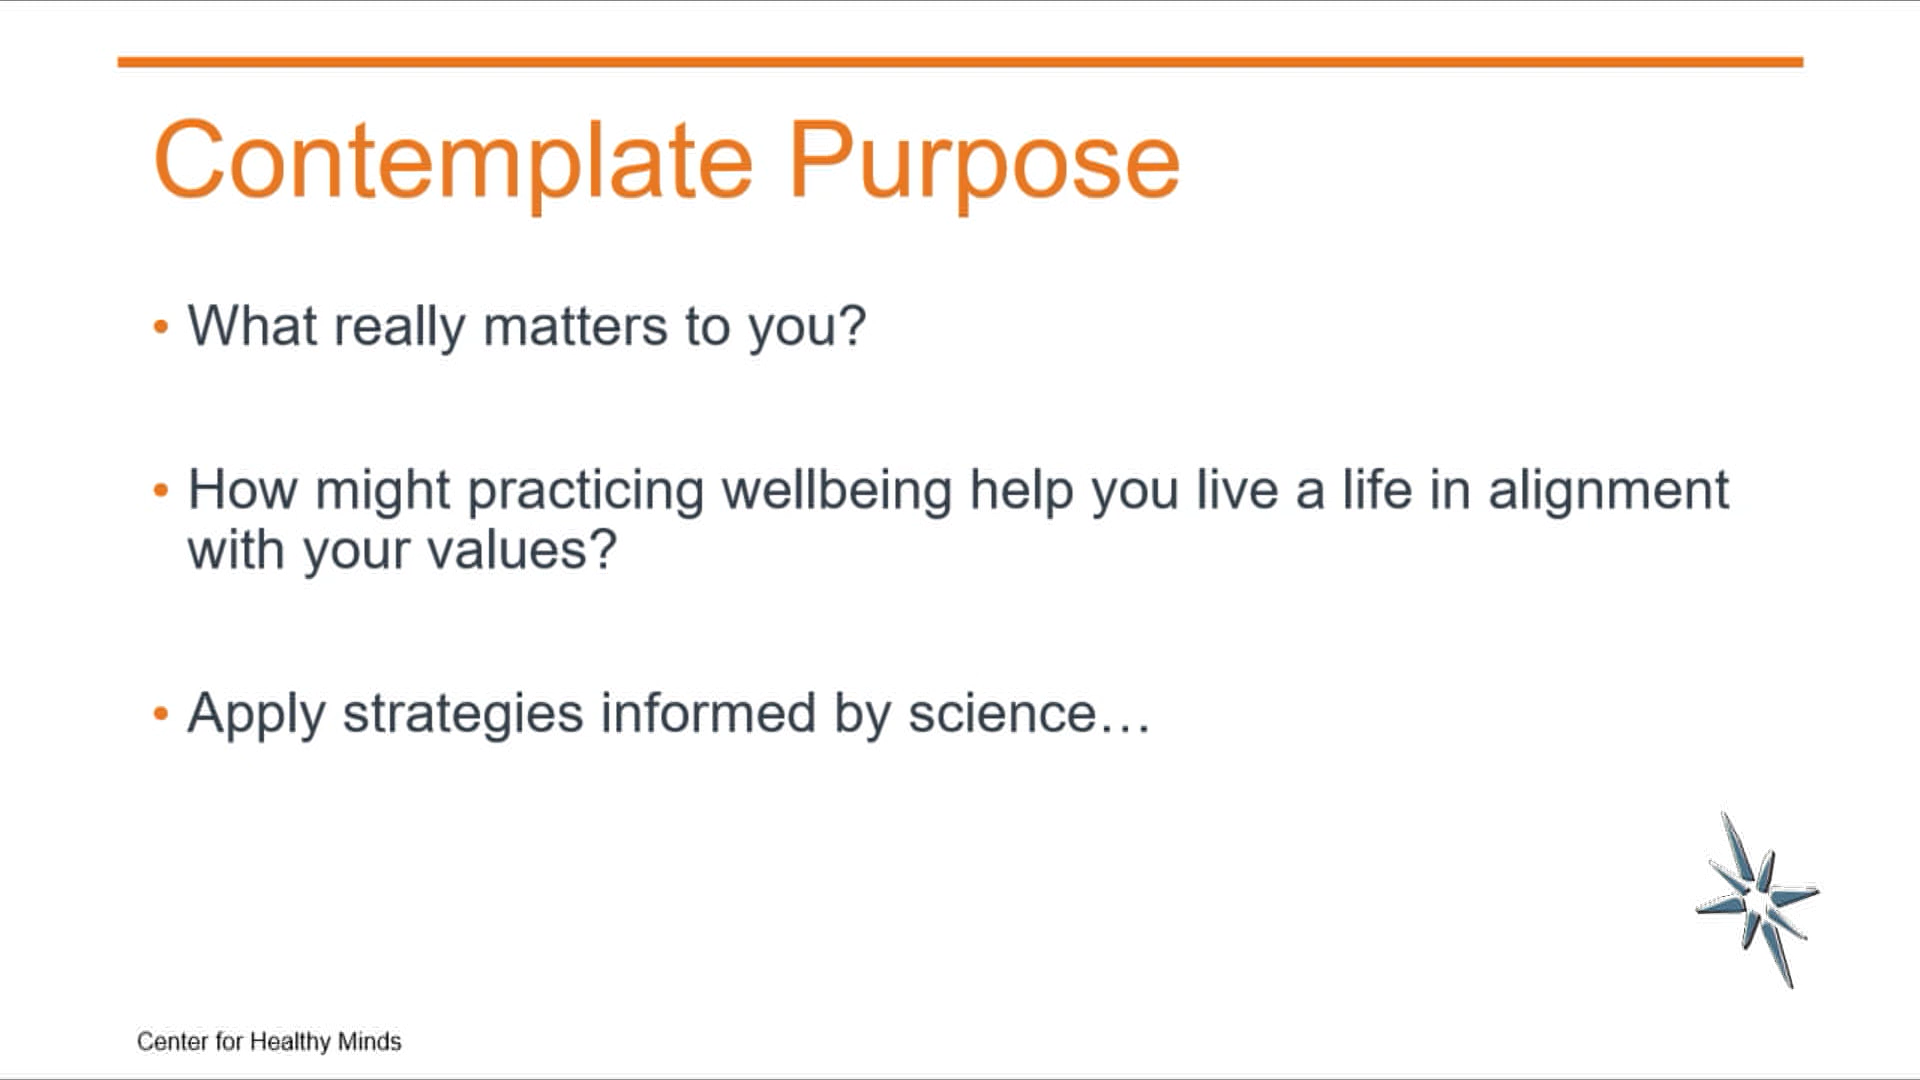 Contemplate Purpose
• What really matters to you?
• How might practicing wellbeing help you live a life in alignment
with your values?
• Apply strategies informed by science…
Center for Healthy Minds